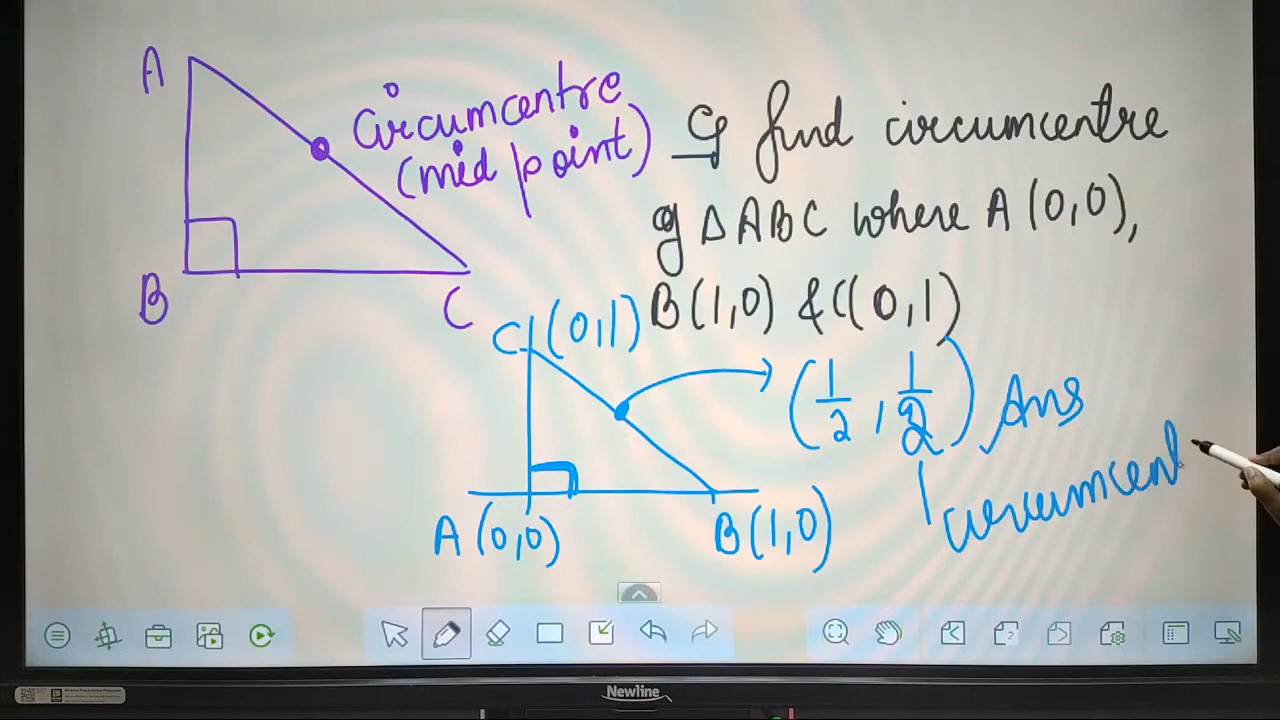 A
Circumcentre
(mid point)
B
C
Q find circumcentre
of △ABC where A(0,0),
B(1,0) & C(0,1)
C (0,1)
(1/2, 1/2) Ans
circumcent
A (0,0)
B (1,0)
Newline